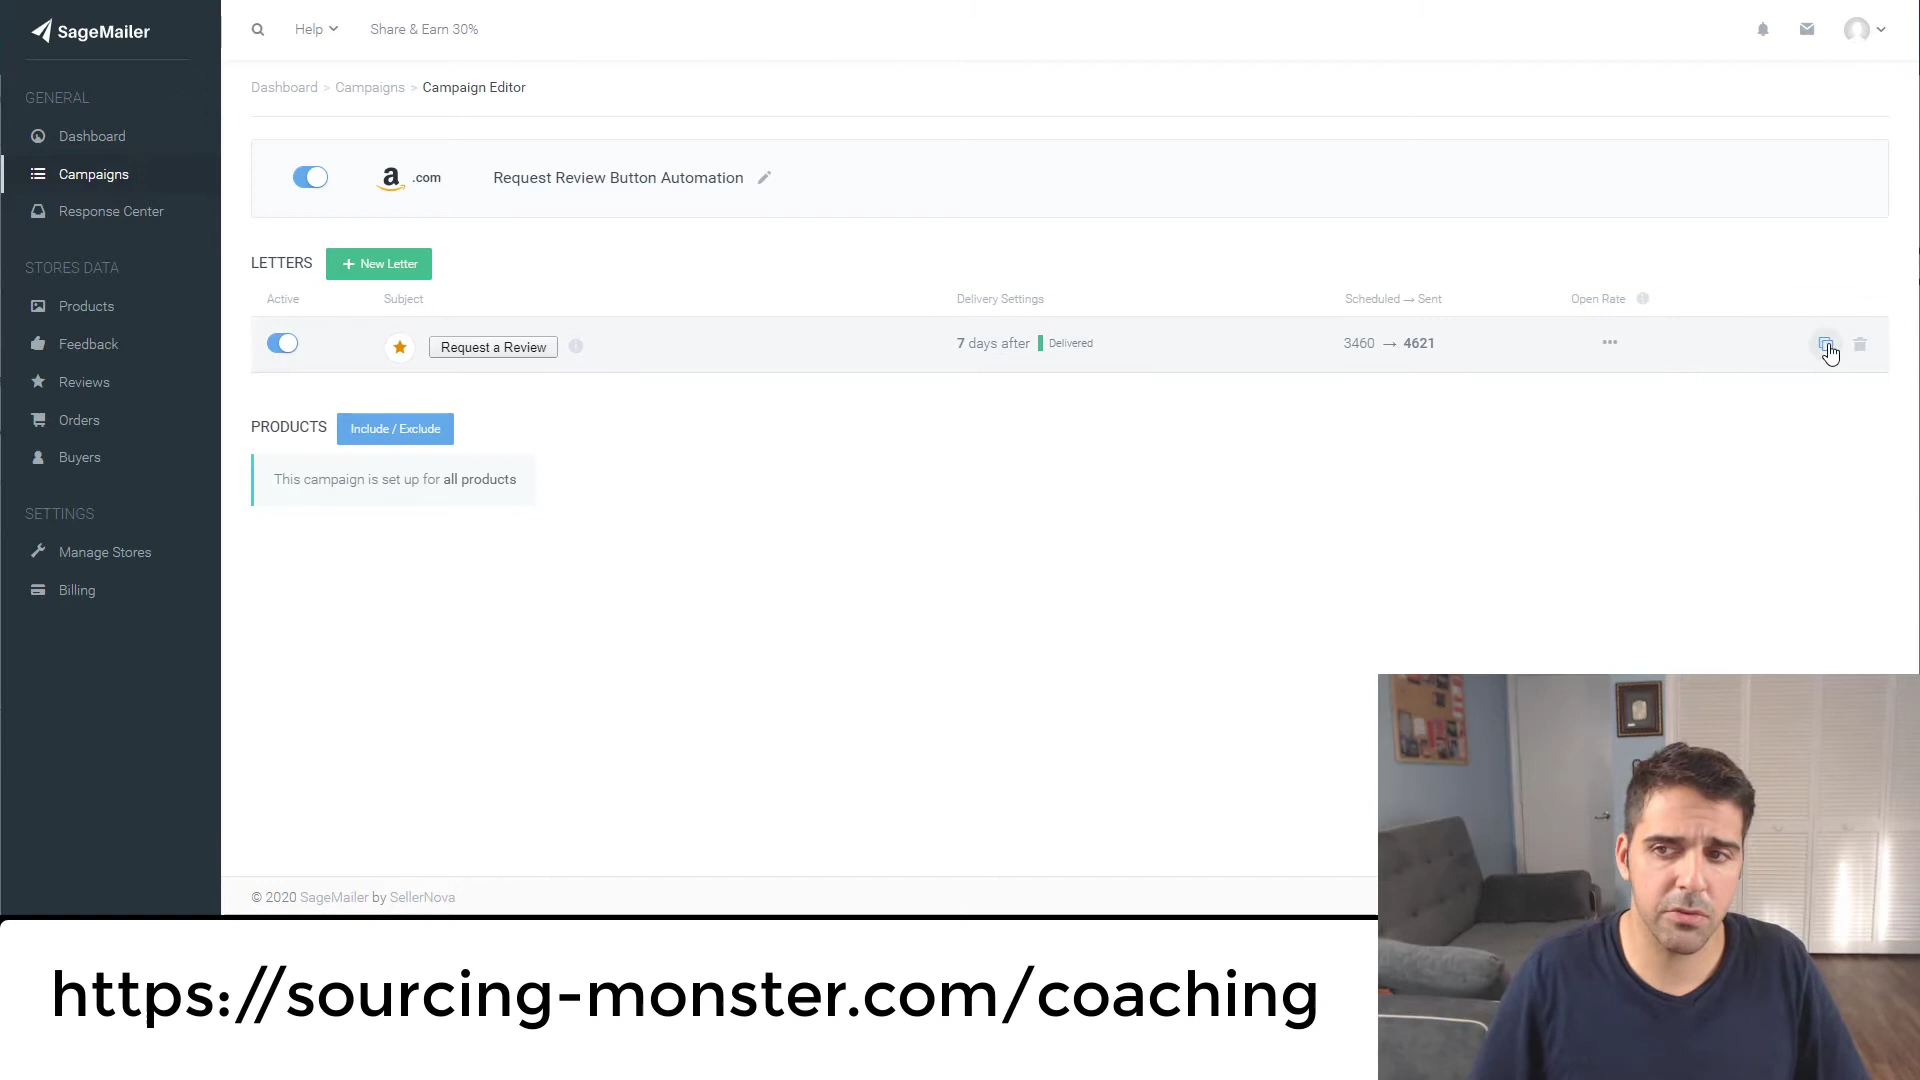 SageMailer
Help
Share & Earn 30%
GENERAL
Dashboard
Campaigns
Response Center
STORES DATA
Products
Feedback
Reviews
Orders
Buyers
SETTINGS
Manage Stores
Billing
Dashboard > Campaigns > Campaign Editor
a .com
Request Review Button Automation
LETTERS
+ New Letter
Active
Subject
Delivery Settings
Scheduled → Sent
Open Rate
Request a Review
7 days after
Delivered
3460 → 4621
PRODUCTS
Include / Exclude
This campaign is set up for all products
© 2020 SageMailer by SellerNova
https://sourcing-monster.com/coaching